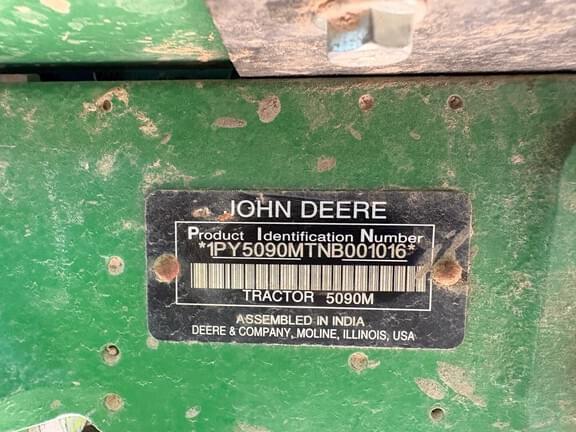 JOHN DEERE
Product Identification Number
*1PY5090MTNB001016*
TRACTOR 5090M
ASSEMBLED IN INDIA
DEERE & COMPANY, MOLINE, ILLINOIS, USA